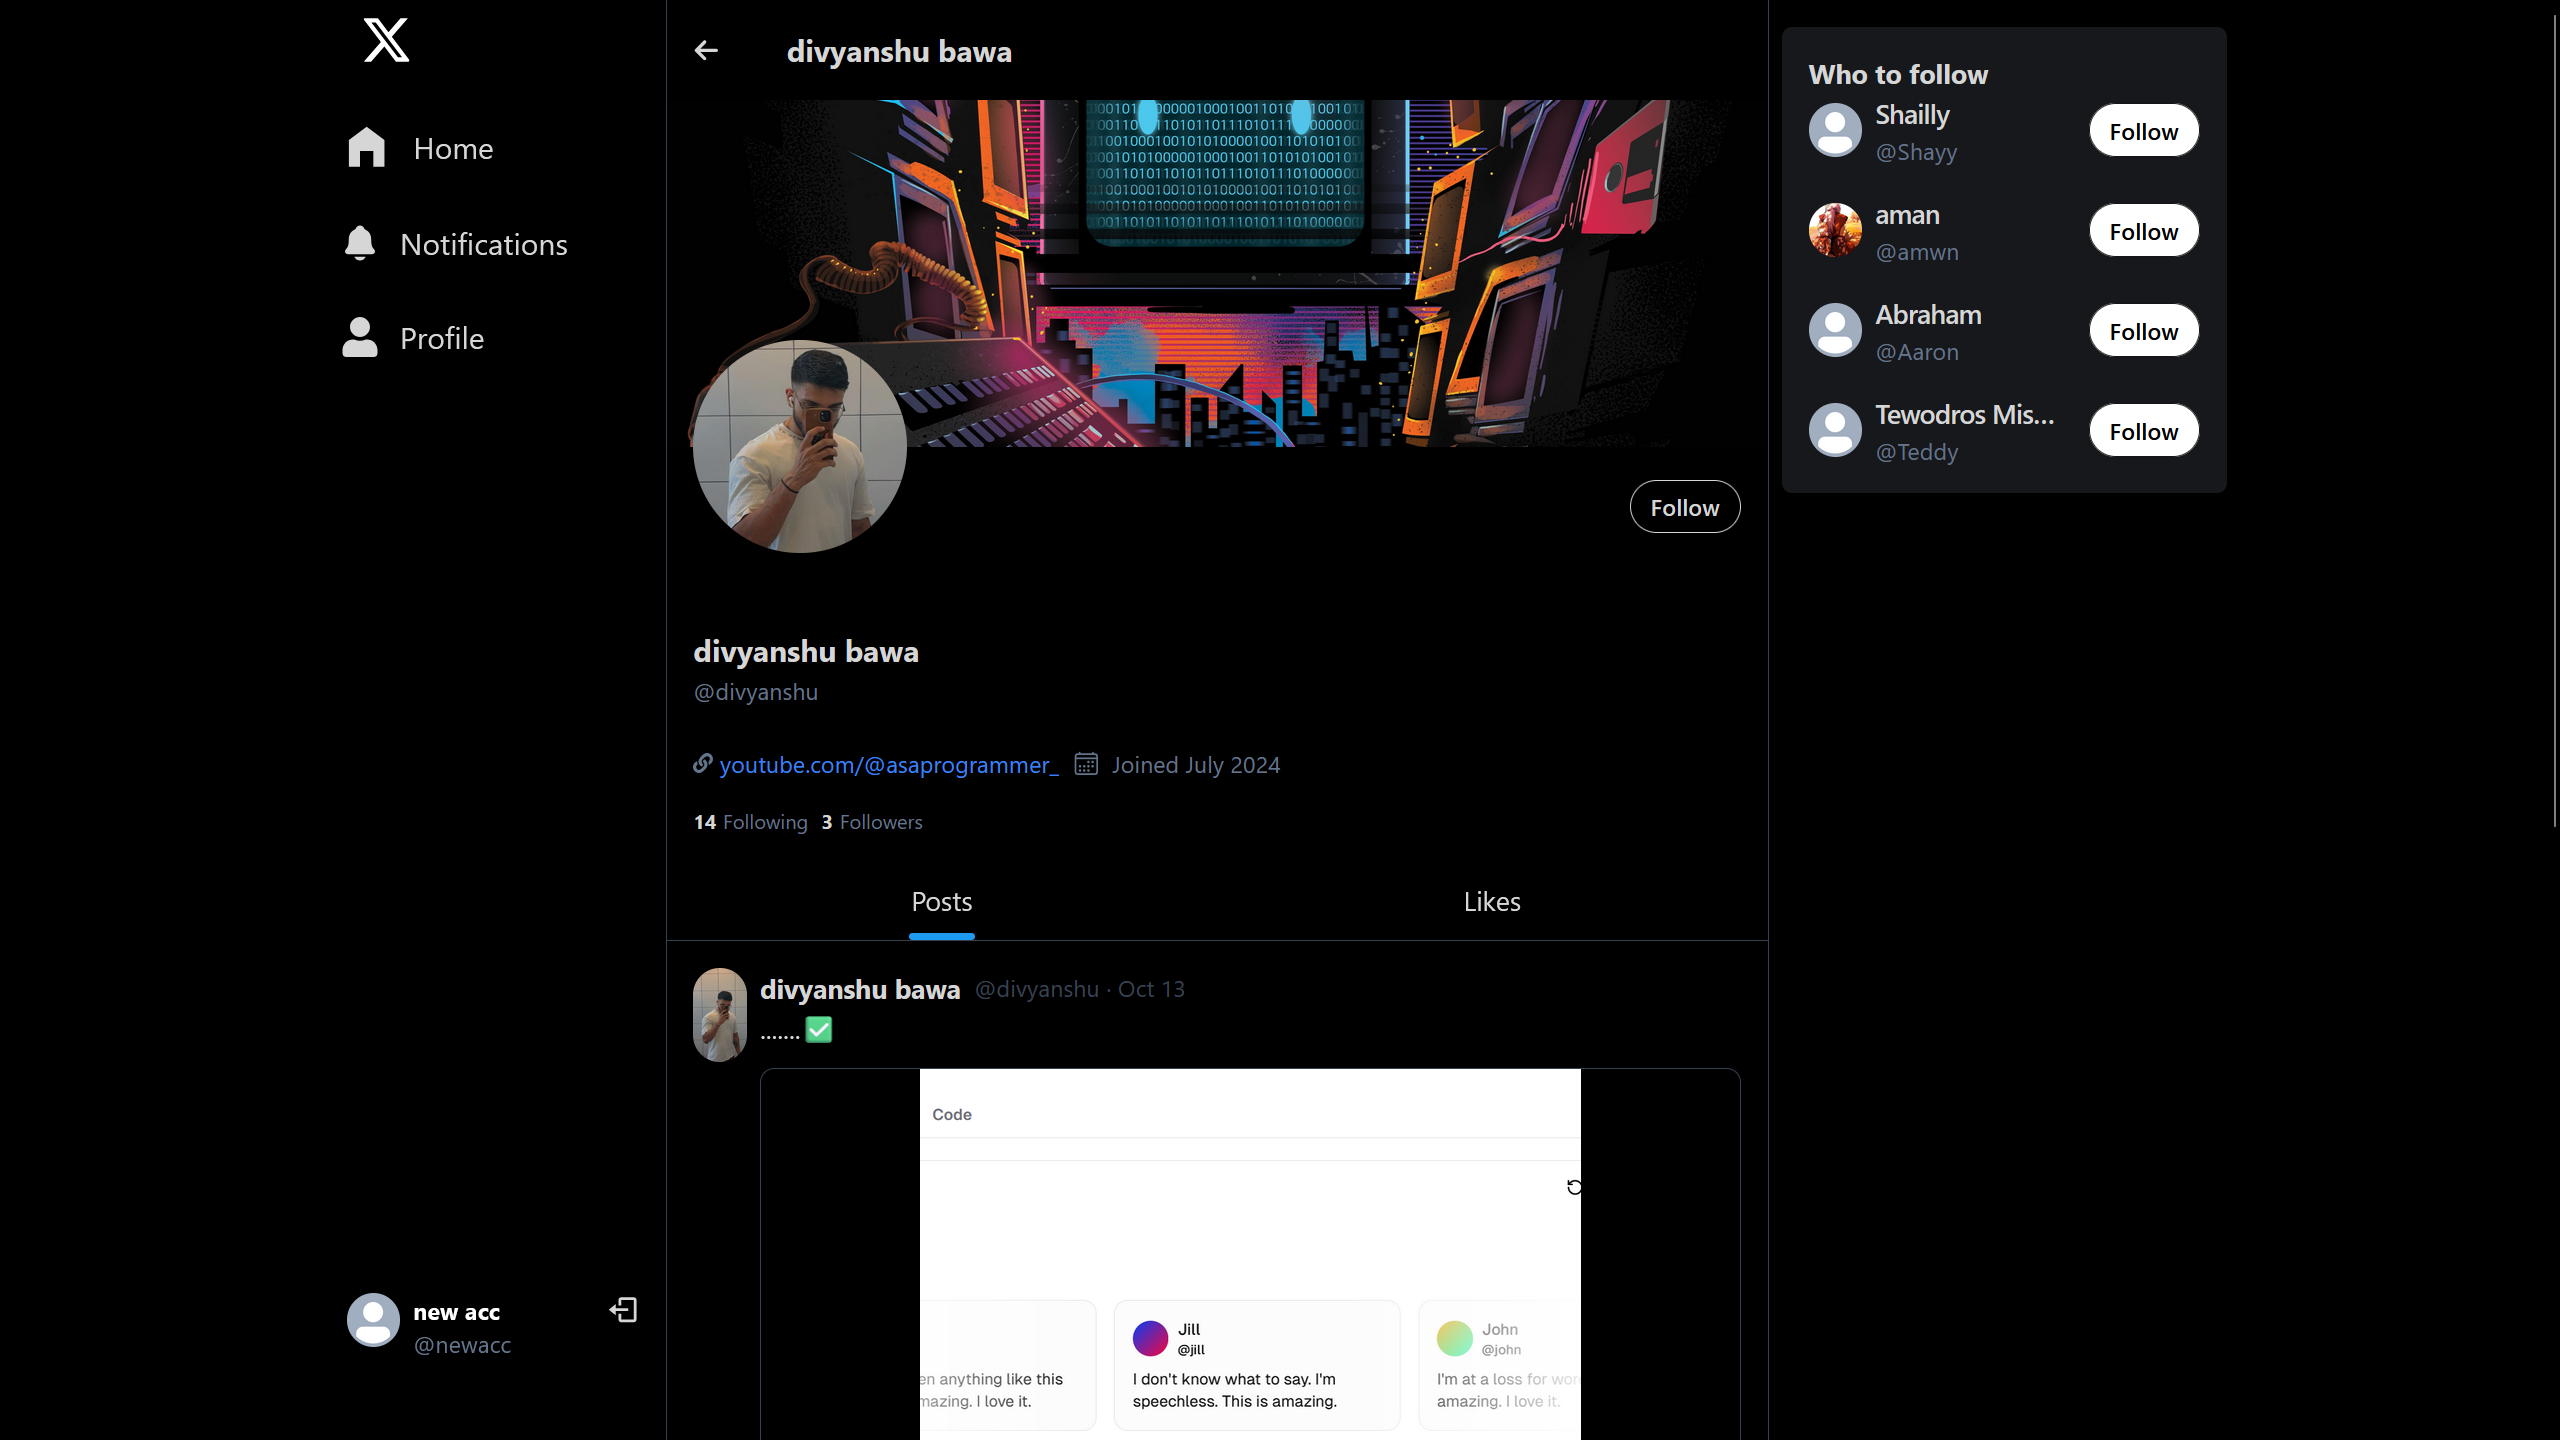 Home
Notifications
Profile
new acc
@newacc
divyanshu bawa
Follow
divyanshu bawa
@divyanshu
youtube.com/@asaprogrammer_ Joined July 2024
14 Following 3 Followers
Posts Likes
divyanshu bawa @divyanshu · Oct 13
....... ✅
Code
Jill
@jill
John
@john
anything like this
I love it.
I don't know what to say. I'm
speechless. This is amazing.
I'm at a loss for
amazing. I love it.
Who to follow
Shailly
@Shayy
Follow
aman
@amwn
Follow
Abraham
@Aaron
Follow
Tewodros Mis...
@Teddy
Follow